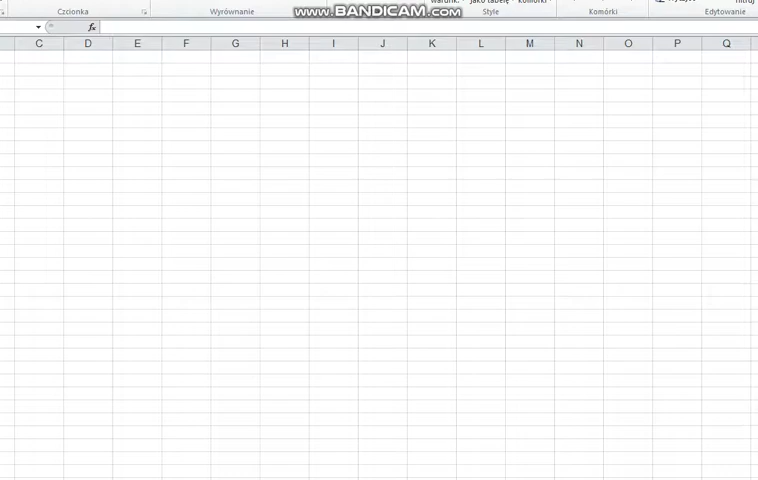 warunk. jako tabelę komórki
Czcionka Wyrównanie Style Komórki Edytowanie
www.BANDICAM.com
fx
C D E F G H I J K L M N O P Q